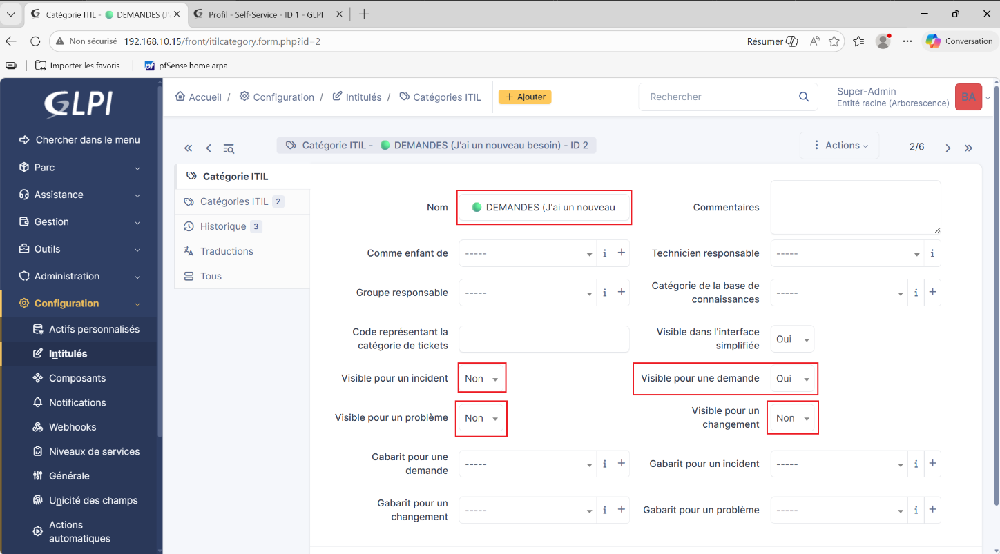 Catégorie ITIL - DEMANDES (J'
Profil - Self-Service - ID 1 - GLPI
Non sécurisé 192.168.10.15/front/itilcategory.form.php?id=2
Résumer
Conversation
Importer les favoris
pfSense.home.arpa...
GLPI
Accueil / Configuration / Intitulés / Catégories ITIL
+ Ajouter
Rechercher
Super-Admin
Entité racine (Arborescence)
BA
Chercher dans le menu
Parc
Assistance
Gestion
Outils
Administration
Configuration
Actifs personnalisés
Intitulés
Composants
Notifications
Webhooks
Niveaux de services
Générale
Unicité des champs
Actions
automatiques
Catégorie ITIL - DEMANDES (J'ai un nouveau besoin) - ID 2
Actions
2/6
Catégorie ITIL
Catégories ITIL 2
Historique 3
Traductions
Tous
Nom
DEMANDES (J'ai un nouveau
Commentaires
Comme enfant de
-----
Technicien responsable
-----
Groupe responsable
-----
Catégorie de la base de
connaissances
-----
Code représentant la
catégorie de tickets
Visible dans l'interface
simplifiée
Oui
Visible pour un incident
Non
Visible pour une demande
Oui
Visible pour un problème
Non
Visible pour un
changement
Non
Gabarit pour une
demande
-----
Gabarit pour un incident
-----
Gabarit pour un
changement
-----
Gabarit pour un problème
-----